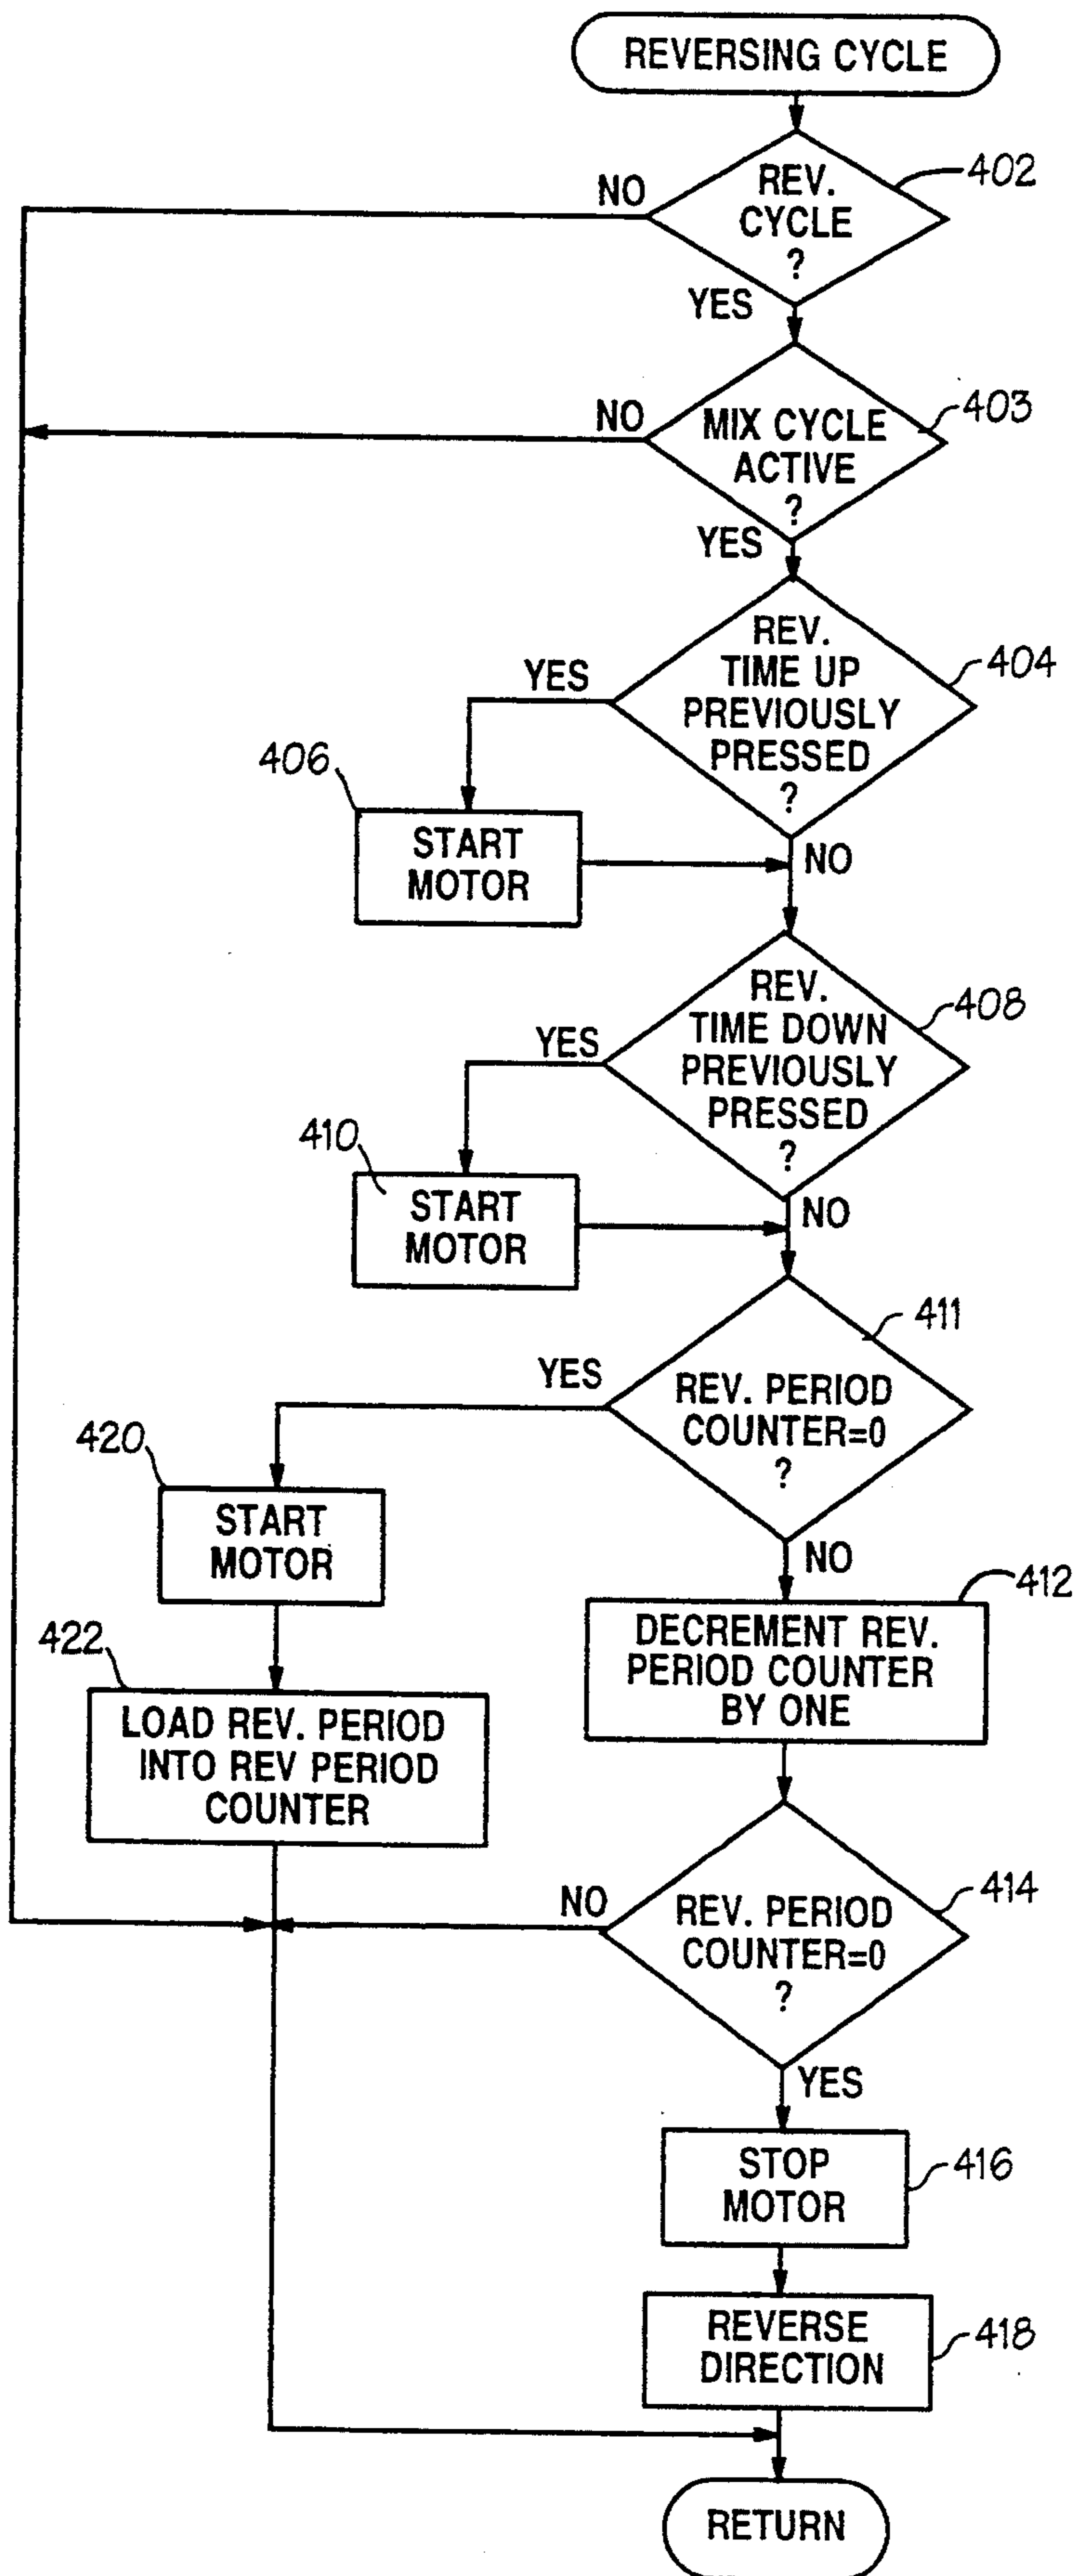 REVERSING CYCLE
402
NO
REV.
CYCLE
?
YES
403
NO
MIX CYCLE
ACTIVE
?
YES
404
YES
REV.
TIME UP
PREVIOUSLY
PRESSED
?
406
START
MOTOR
NO
408
YES
REV.
TIME DOWN
PREVIOUSLY
PRESSED
?
410
START
MOTOR
NO
411
YES
REV. PERIOD
COUNTER=0
?
420
START
MOTOR
NO
412
DECREMENT REV.
PERIOD COUNTER
BY ONE
422
LOAD REV. PERIOD
INTO REV PERIOD
COUNTER
414
NO
REV. PERIOD
COUNTER=0
?
YES
STOP
MOTOR
416
REVERSE
DIRECTION
418
RETURN